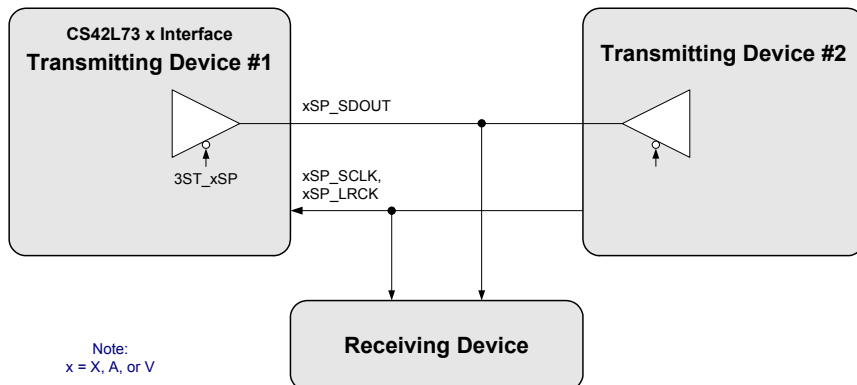 CS42L73 x Interface
Transmitting Device #1
Transmitting Device #2
xSP_SDOUT
3ST_xSP
xSP_SCLK,
xSP_LRCK
Receiving Device
Note:
x = X, A, or V